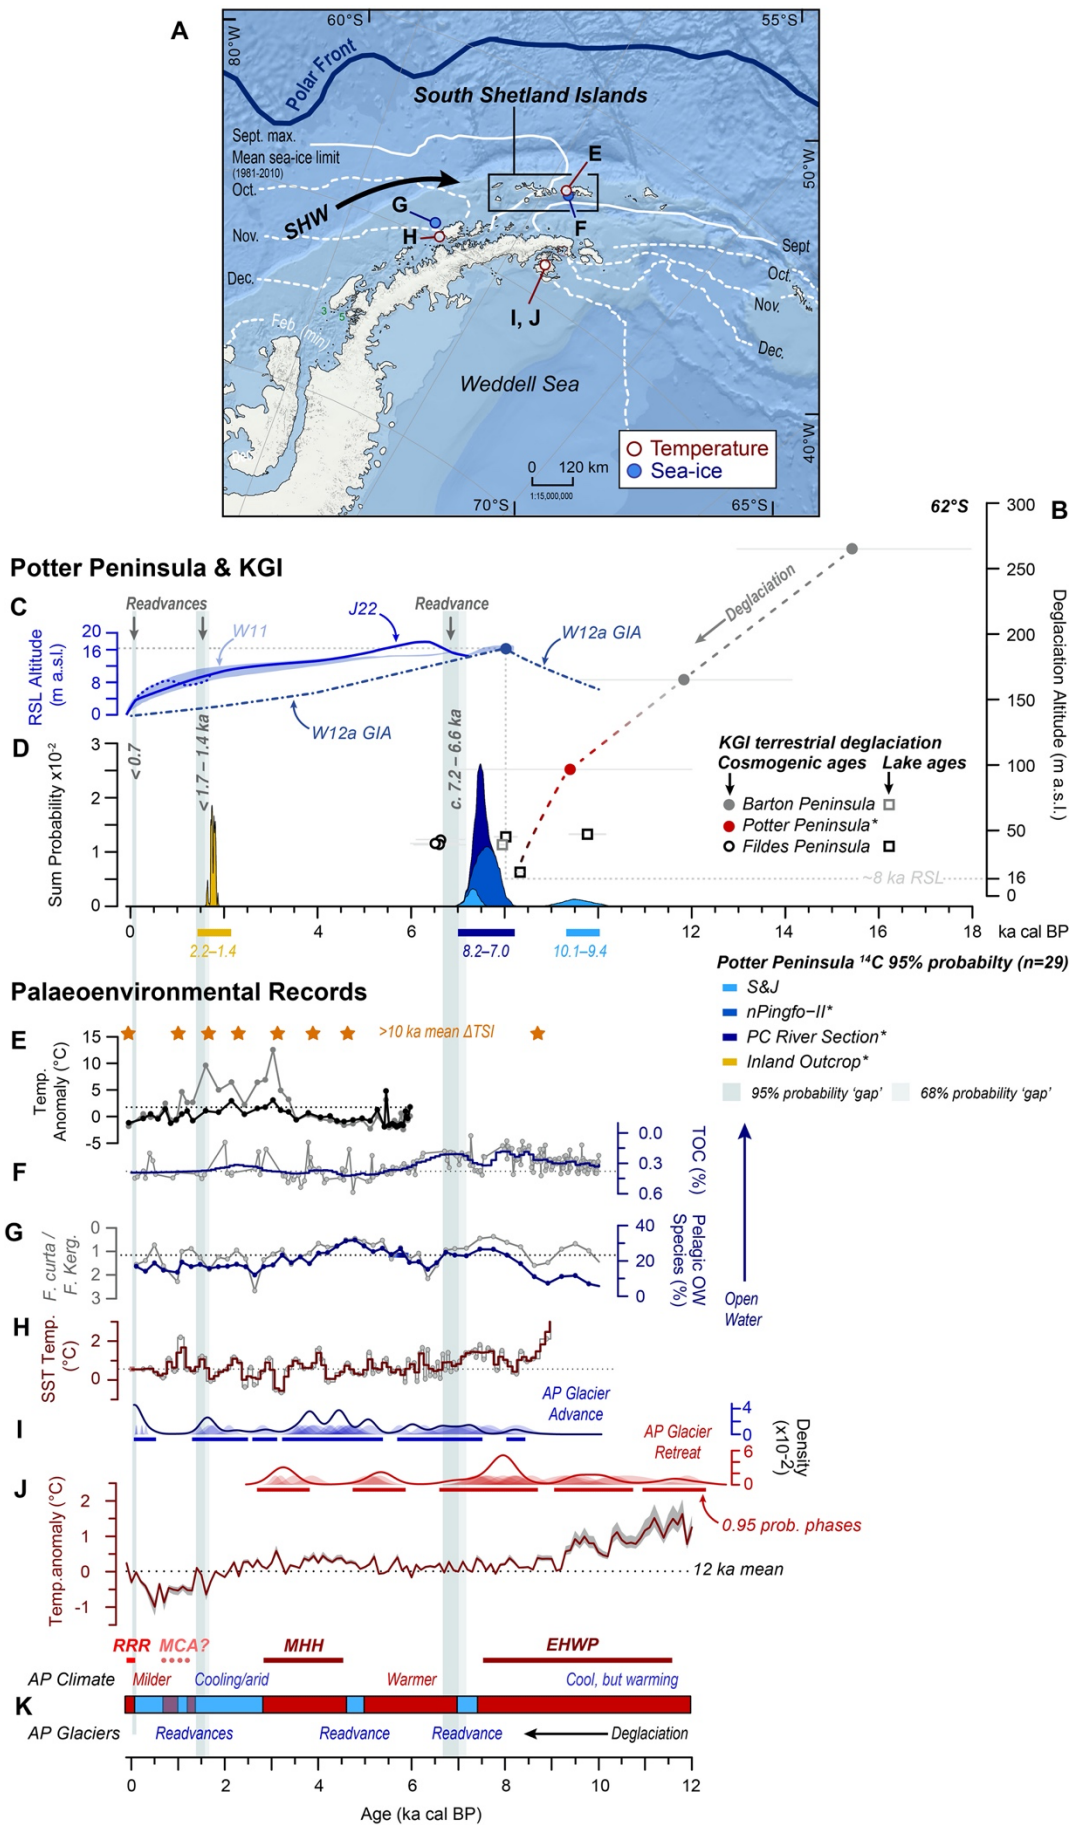 A
60°S
55°S
80°W
Polar Front
South Shetland Islands
Sept. max.
Mean sea-ice limit
(1981-2010)
Oct.
50°W
E
SHW
G
F
Nov.
H
Sept
Dec.
Oct.
Nov.
I, J
3
5
Feb. (min)
Dec.
Weddell Sea
40°W
Temperature
Sea-ice
0 120 km
1:15,000,000
70°S
65°S
62°S
B
300
250
200
150
100
50
16
0
Deglaciation Altitude (m a.s.l.)
Deglaciation
Potter Peninsula & KGI
C
Readvances
Readvance
J22
W11
W12a GIA
W12a GIA
20
16
8
0
RSL Altitude
(m a.s.l.)
D
3
2
1
0
Sum Probability x10-2
< 0.7
< 1.7 – 1.4 ka
c. 7.2 – 6.6 ka
KGI terrestrial deglaciation
Cosmogenic ages Lake ages
Barton Peninsula
Potter Peninsula*
Fildes Peninsula
~8 ka RSL
0 2 4 6 8 12 14 16 18 ka cal BP
2.2–1.4
8.2–7.0
10.1–9.4
Potter Peninsula 14C 95% probabilty (n=29)
S&J
nPingfo–II*
PC River Section*
Inland Outcrop*
95% probability ‘gap’ 68% probability ‘gap’
Palaeoenvironmental Records
E
15
10
5
0
-5
Temp.
Anomaly (°C)
>10 ka mean ΔTSI
F
0.0
0.3
0.6
TOC (%)
G
0
1
2
3
F. curta /
F. Kerg.
40
20
0
Pelagic OW
Species (%)
Open
Water
H
2
0
SST Temp.
(°C)
I
AP Glacier
Advance
4
0
AP Glacier
Retreat
6
0
Density
(x10-2)
J
2
1
0
-1
Temp.anomaly (°C)
0.95 prob. phases
12 ka mean
RRR MCA? MHH EHWP
AP Climate Milder Cooling/arid Warmer Cool, but warming
K
AP Glaciers Readvances Readvance Readvance Deglaciation
0 2 4 6 8 10 12
Age (ka cal BP)